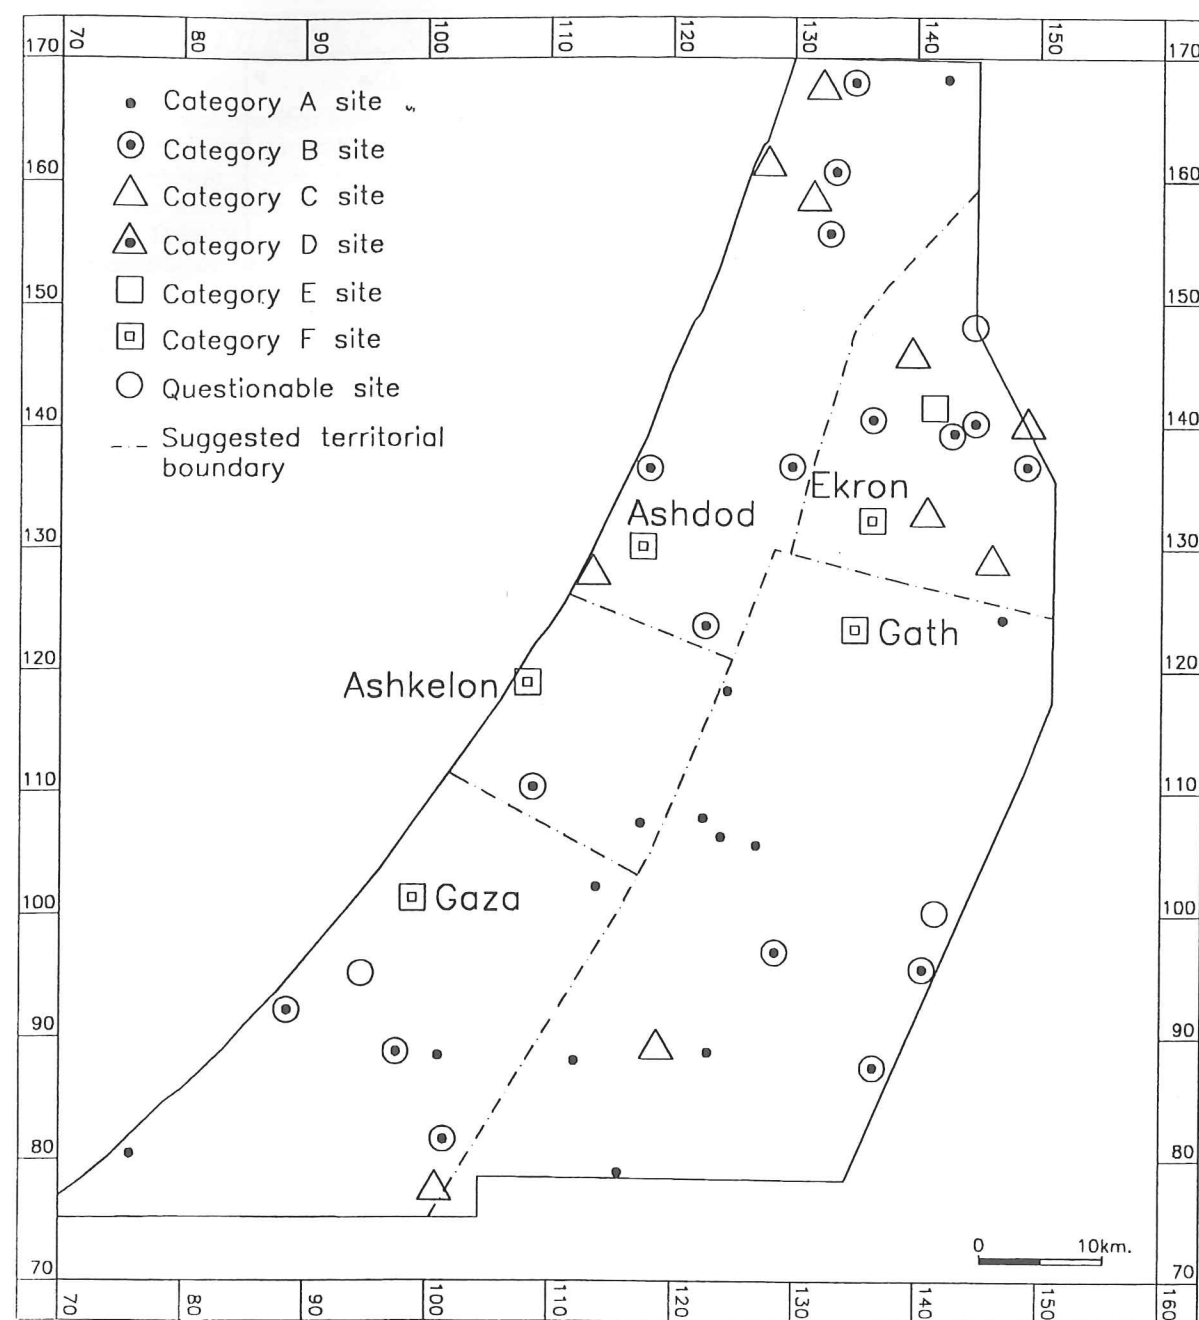 70 80 90 100 110 120 130 140 150 160
170 170
Category A site
Category B site
160 160
Category C site
Category D site
150 150
Category E site
Category F site
Questionable site
140 140
Suggested territorial
boundary
Ekron
Ashdod
130 130
Gath
120 120
Ashkelon
110 110
100 100
Gaza
90 90
80 80
0 10km.
70 70
70 80 90 100 110 120 130 140 150 160